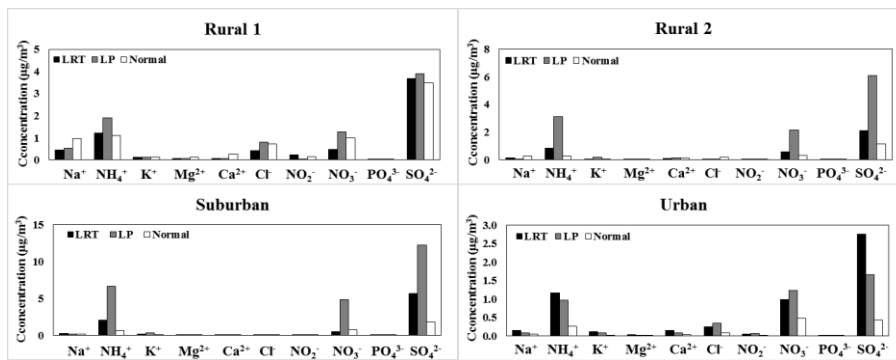 Rural 1
LRT LP Normal
Cconcentration (µg/m³)
5
4
3
2
1
0
Na⁺ NH₄⁺ K⁺ Mg²⁺ Ca²⁺ Cl⁻ NO₂⁻ NO₃⁻ PO₄³⁻ SO₄²⁻
Rural 2
LRT LP Normal
Cconcentration (µg/m³)
8
6
4
2
0
Na⁺ NH₄⁺ K⁺ Mg²⁺ Ca²⁺ Cl⁻ NO₂⁻ NO₃⁻ PO₄³⁻ SO₄²⁻
Suburban
LRT LP Normal
Cconcentration (µg/m³)
15
10
5
0
Na⁺ NH₄⁺ K⁺ Mg²⁺ Ca²⁺ Cl⁻ NO₂⁻ NO₃⁻ PO₄³⁻ SO₄²⁻
Urban
LRT LP Normal
Cconcentration (µg/m³)
3.0
2.5
2.0
1.5
1.0
0.5
0.0
Na⁺ NH₄⁺ K⁺ Mg²⁺ Ca²⁺ Cl⁻ NO₂⁻ NO₃⁻ PO₄³⁻ SO₄²⁻